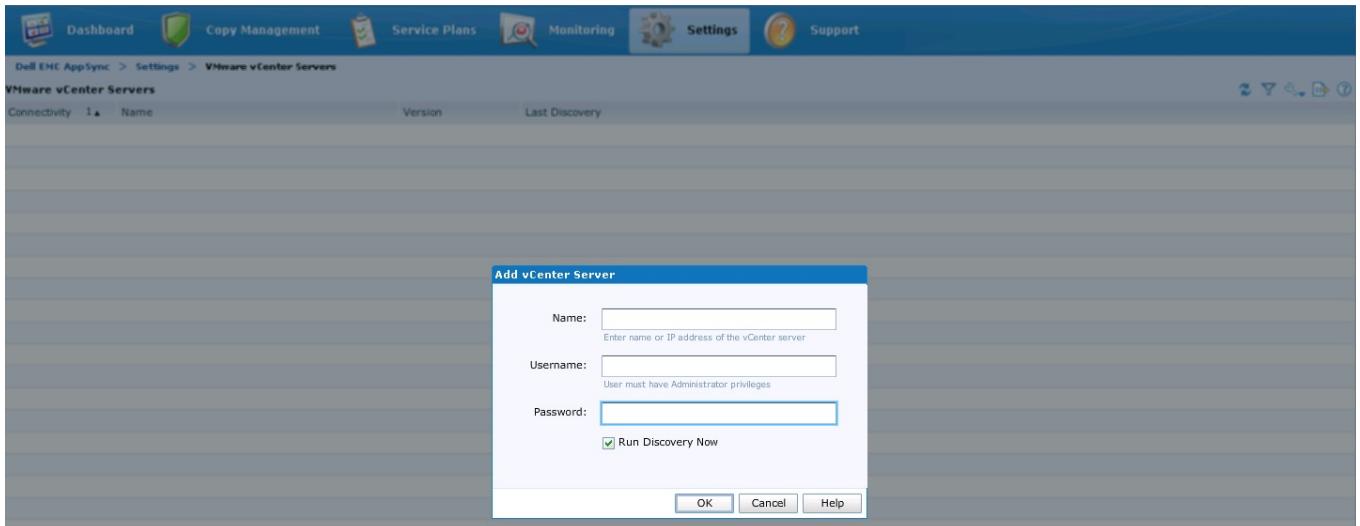 Dashboard Copy Management Service Plans Monitoring Settings Support
Dell EMC AppSync > Settings > VMware vCenter Servers
VMware vCenter Servers
Connectivity 1 Name Version Last Discovery
Add vCenter Server
Name:
Enter name or IP address of the vCenter server
Username:
User must have Administrator privileges
Password:
Run Discovery Now
OK Cancel Help